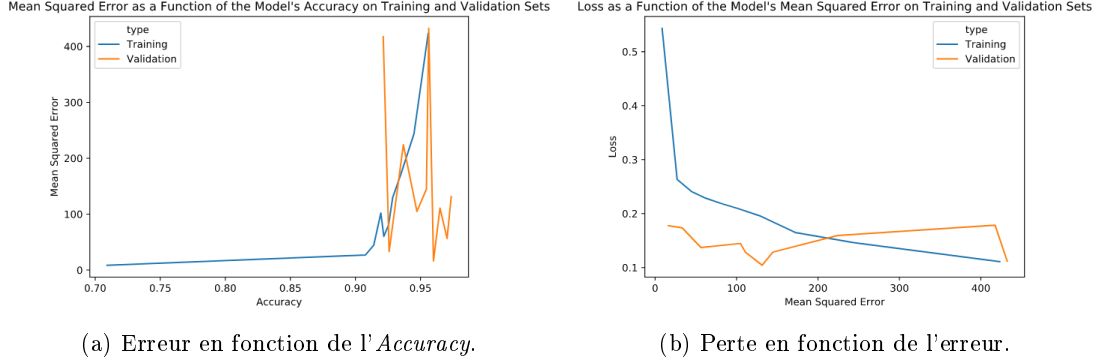 Mean Squared Error as a Function of the Model's Accuracy on Training and Validation Sets
type
Training
Validation
400
300
200
100
0
Mean Squared Error
0.70
0.75
0.80
0.85
0.90
0.95
Accuracy
(a) Erreur en fonction de l'Accuracy.
Loss as a Function of the Model's Mean Squared Error on Training and Validation Sets
type
Training
Validation
0.5
0.4
0.3
0.2
0.1
Loss
0
100
200
300
400
Mean Squared Error
(b) Perte en fonction de l'erreur.